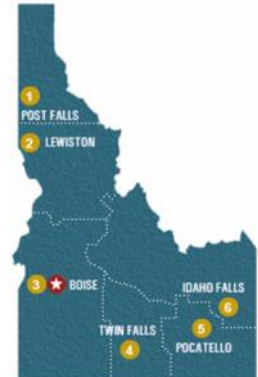 1
POST FALLS
2 LEWISTON
3 BOISE
IDAHO FALLS
6
TWIN FALLS
4
5
POCATELLO